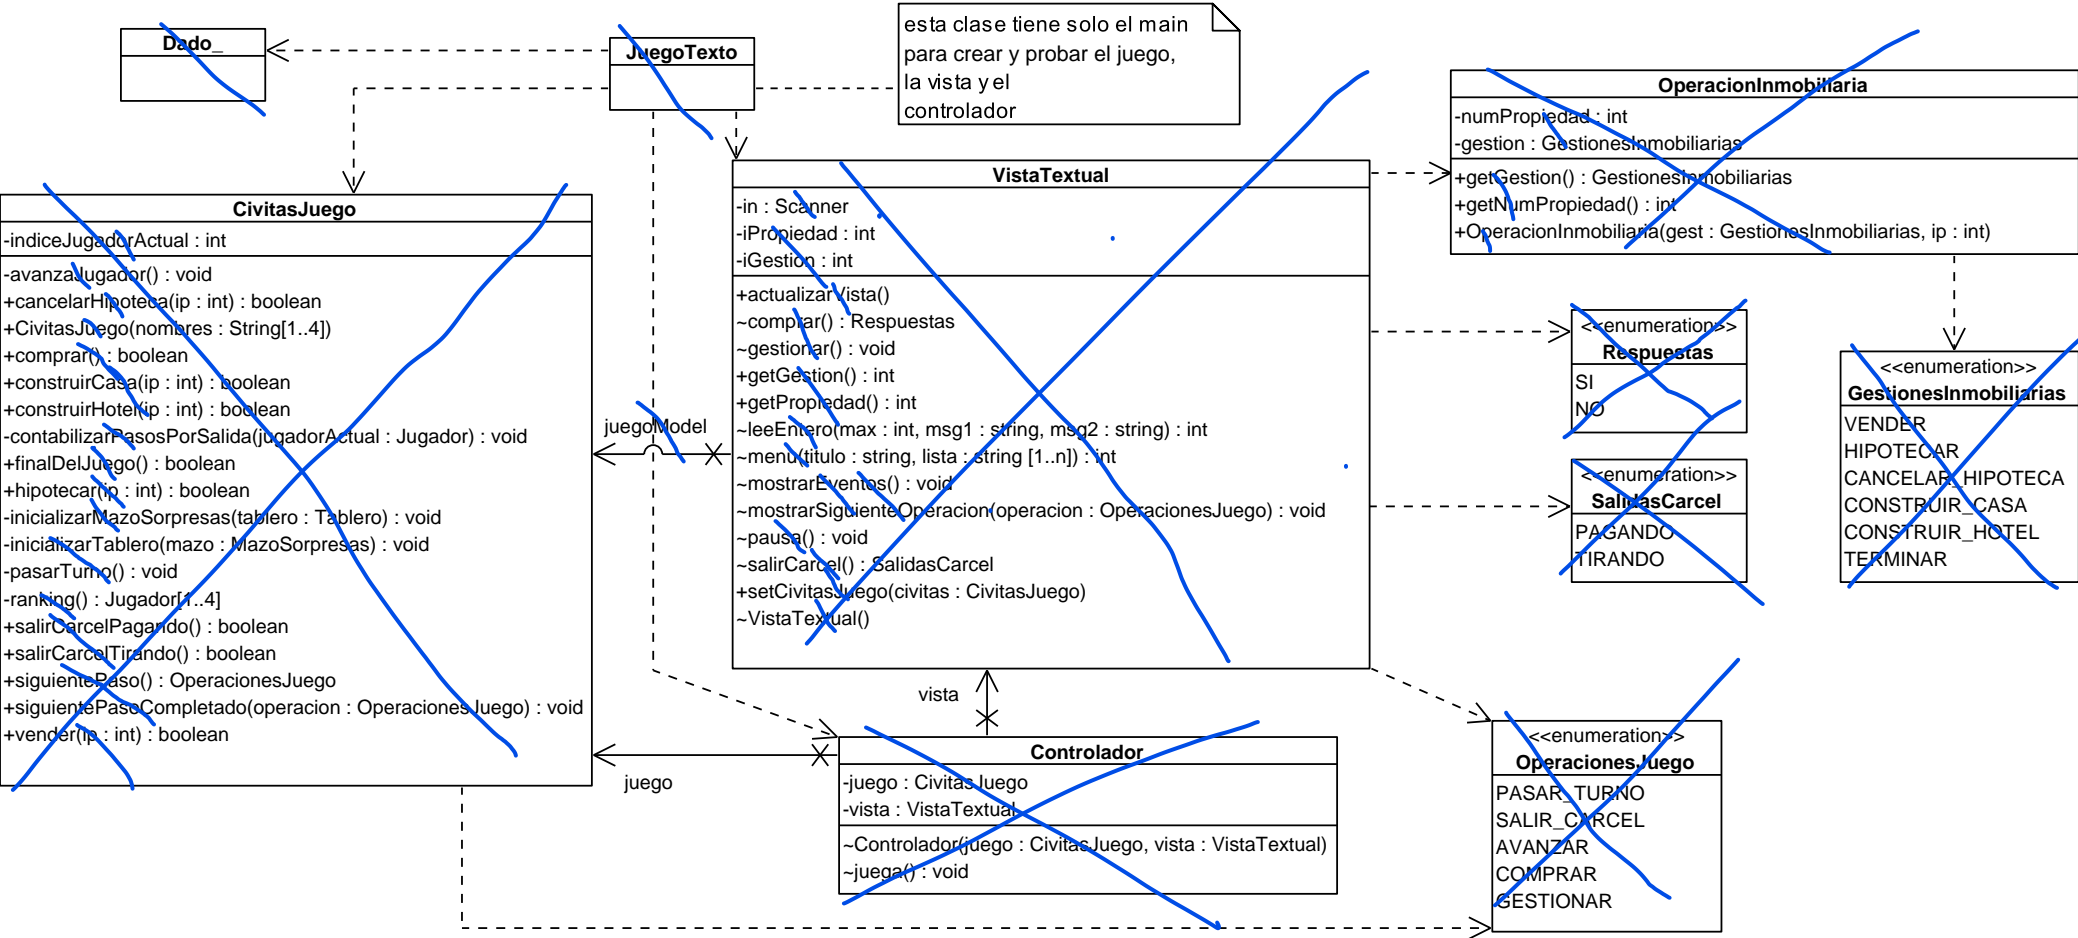 Dado_
JuegoTexto
esta clase tiene solo el main
para crear y probar el juego,
la vista y el
controlador
OperacionInmobiliaria
-numPropiedad : int
-gestion : GestionesInmobiliarias
+getGestion() : GestionesInmobiliarias
+getNumPropiedad() : int
+OperacionInmobiliaria(gest : GestionesInmobiliarias, ip : int)
CivitasJuego
-indiceJugadorActual : int
-avanzaJugador() : void
+cancelarHipoteca(ip : int) : boolean
+CivitasJuego(nombres : String[1..4])
+comprar() : boolean
+construirCasa(ip : int) : boolean
+construirHotel(ip : int) : boolean
-contabilizarPasosPorSalida(jugadorActual : Jugador) : void
+finalDelJuego() : boolean
+hipotecar(ip : int) : boolean
-inicializarMazoSorpresas(tablero : Tablero) : void
-inicializarTablero(mazo : MazoSorpresas) : void
-pasarTurno() : void
-ranking() : Jugador[1..4]
+salirCarcelPagando() : boolean
+salirCarcelTirando() : boolean
+siguientePaso() : OperacionesJuego
+siguientePasoCompletado(operacion : OperacionesJuego) : void
+vender(ip : int) : boolean
juegoModel
VistaTextual
-in : Scanner
-iPropiedad : int
-iGestion : int
+actualizarVista()
~comprar() : Respuestas
~gestionar() : void
+getGestion() : int
+getPropiedad() : int
~leeEntero(max : int, msg1 : string, msg2 : string) : int
~menu(titulo : string, lista : string [1..n]) : int
~mostrarEventos() : void
~mostrarSiguienteOperacion(operacion : OperacionesJuego) : void
~pausa() : void
~salirCarcel() : SalidasCarcel
+setCivitasJuego(civitas : CivitasJuego)
~VistaTextual()
<<enumeration>>
Respuestas
SI
NO
<<enumeration>>
SalidasCarcel
PAGANDO
TIRANDO
<<enumeration>>
GestionesInmobiliarias
VENDER
HIPOTECAR
CANCELAR_HIPOTECA
CONSTRUIR_CASA
CONSTRUIR_HOTEL
TERMINAR
vista
juego
Controlador
-juego : CivitasJuego
-vista : VistaTextual
~Controlador(juego : CivitasJuego, vista : VistaTextual)
~juega() : void
<<enumeration>>
OperacionesJuego
PASAR_TURNO
SALIR_CARCEL
AVANZAR
COMPRAR
GESTIONAR